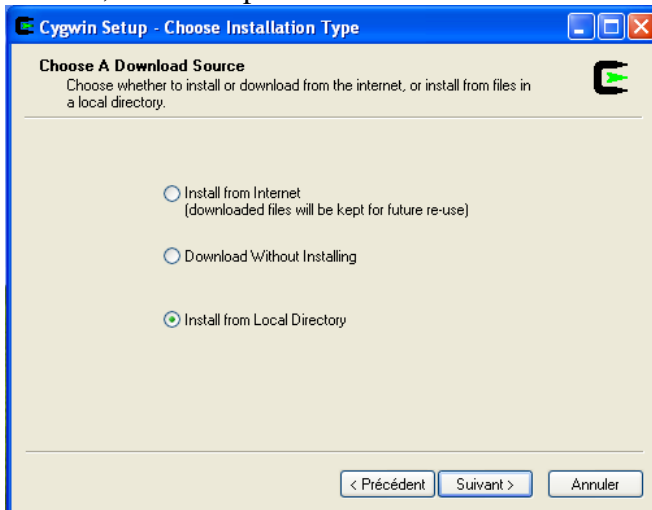 Cygwin Setup - Choose Installation Type
Choose A Download Source
Choose whether to install or download from the internet, or install from files in
a local directory.
Install from Internet
(downloaded files will be kept for future re-use)
Download Without Installing
Install from Local Directory
< Précédent Suivant > Annuler